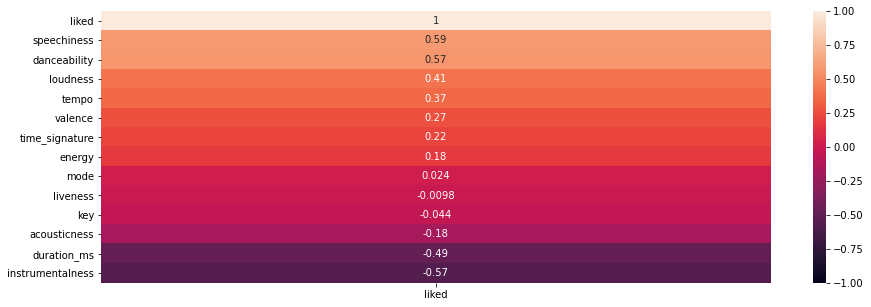 liked 1
speechiness 0.59
danceability 0.57
loudness 0.41
tempo 0.37
valence 0.27
time_signature 0.22
energy 0.18
mode 0.024
liveness -0.0098
key -0.044
acousticness -0.18
duration_ms -0.49
instrumentalness -0.57
liked
1.00
0.75
0.50
0.25
0.00
−0.25
−0.50
−0.75
−1.00